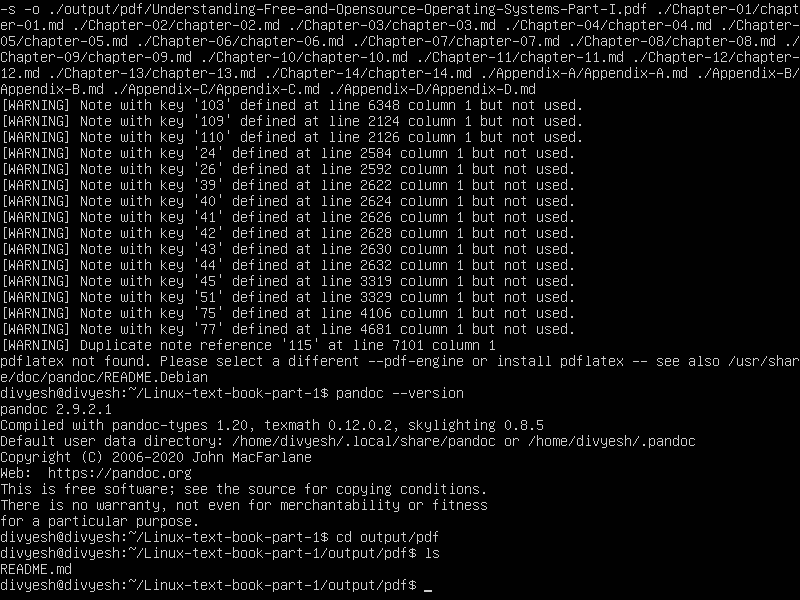 -s -o ./output/pdf/Understanding-Free-and-Opensource-Operating-Systems-Part-I.pdf ./Chapter-01/chapt
er-01.md ./Chapter-02/chapter-02.md ./Chapter-03/chapter-03.md ./Chapter-04/chapter-04.md ./Chapter-
05/chapter-05.md ./Chapter-06/chapter-06.md ./Chapter-07/chapter-07.md ./Chapter-08/chapter-08.md ./
Chapter-09/chapter-09.md ./Chapter-10/chapter-10.md ./Chapter-11/chapter-11.md ./Chapter-12/chapter-
12.md ./Chapter-13/chapter-13.md ./Chapter-14/chapter-14.md ./Appendix-A/Appendix-A.md ./Appendix-B/
Appendix-B.md ./Appendix-C/Appendix-C.md ./Appendix-D/Appendix-D.md
[WARNING] Note with key '103' defined at line 6348 column 1 but not used.
[WARNING] Note with key '109' defined at line 2124 column 1 but not used.
[WARNING] Note with key '110' defined at line 2126 column 1 but not used.
[WARNING] Note with key '24' defined at line 2584 column 1 but not used.
[WARNING] Note with key '26' defined at line 2592 column 1 but not used.
[WARNING] Note with key '39' defined at line 2622 column 1 but not used.
[WARNING] Note with key '40' defined at line 2624 column 1 but not used.
[WARNING] Note with key '41' defined at line 2626 column 1 but not used.
[WARNING] Note with key '42' defined at line 2628 column 1 but not used.
[WARNING] Note with key '43' defined at line 2630 column 1 but not used.
[WARNING] Note with key '44' defined at line 2632 column 1 but not used.
[WARNING] Note with key '45' defined at line 3319 column 1 but not used.
[WARNING] Note with key '51' defined at line 3329 column 1 but not used.
[WARNING] Note with key '75' defined at line 4106 column 1 but not used.
[WARNING] Note with key '77' defined at line 4681 column 1 but not used.
[WARNING] Duplicate note reference '115' at line 7101 column 1
pdflatex not found. Please select a different --pdf-engine or install pdflatex -- see also /usr/shar
e/doc/pandoc/README.Debian
divyesh@divyesh:~/Linux-text-book-part-1$ pandoc --version
pandoc 2.9.2.1
Compiled with pandoc-types 1.20, texmath 0.12.0.2, skylighting 0.8.5
Default user data directory: /home/divyesh/.local/share/pandoc or /home/divyesh/.pandoc
Copyright (C) 2006-2020 John MacFarlane
Web:  https://pandoc.org
This is free software; see the source for copying conditions.
There is no warranty, not even for merchantability or fitness
for a particular purpose.
divyesh@divyesh:~/Linux-text-book-part-1$ cd output/pdf
divyesh@divyesh:~/Linux-text-book-part-1/output/pdf$ ls
README.md
divyesh@divyesh:~/Linux-text-book-part-1/output/pdf$ _